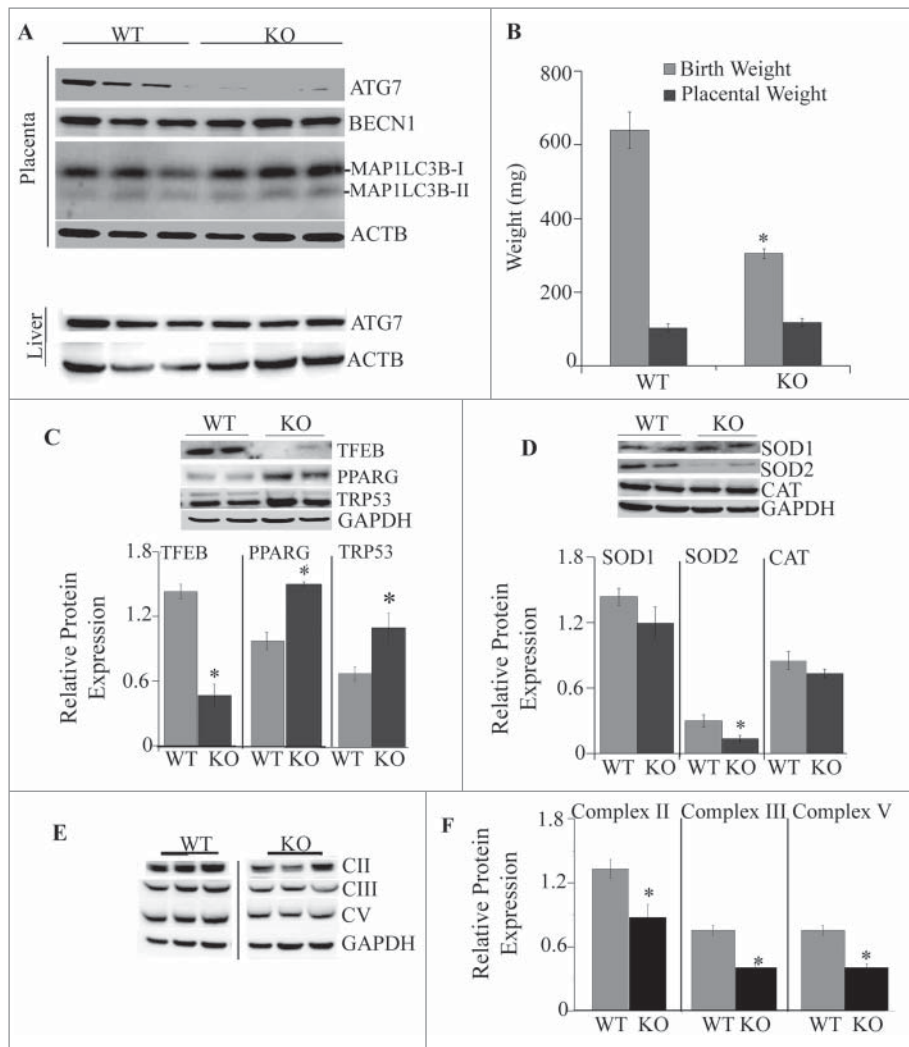 A
WT KO
Placenta
ATG7
BECN1
-MAP1LC3B-I
-MAP1LC3B-II
ACTB
Liver
ATG7
ACTB
B
800
600
400
200
0
Weight (mg)
Birth Weight
Placental Weight
*
WT KO
C
WT KO
TFEB
PPARG
TRP53
GAPDH
1.8
1.2
0.6
0
Relative Protein
Expression
TFEB PPARG TRP53
* * *
WT KO WT KO WT KO
D
WT KO
SOD1
SOD2
CAT
GAPDH
1.8
1.2
0.6
0
Relative Protein
Expression
SOD1 SOD2 CAT
*
WT KO WT KO WT KO
E
WT KO
CII
CIII
CV
GAPDH
F
1.8
1.2
0.6
0
Relative Protein
Expression
Complex II Complex III Complex V
* * *
WT KO WT KO WT KO